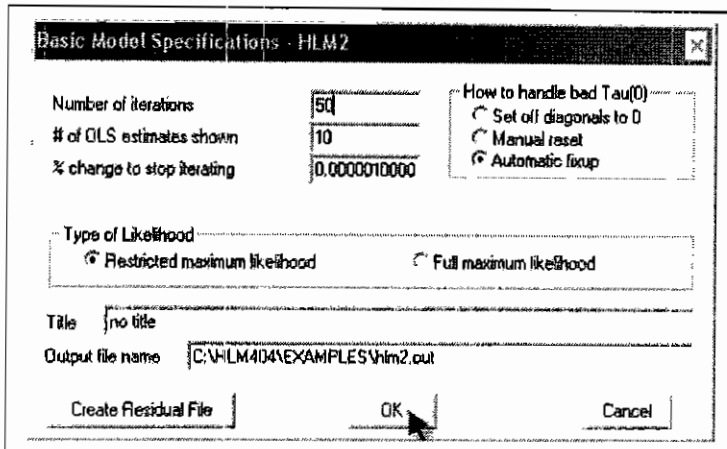 Basic Model Specifications - HLM2
Number of iterations 50
# of OLS estimates shown 10
% change to stop iterating 0.0000010000
How to handle bad Tau(0)
Set off diagonals to 0
Manual reset
Automatic fixup
Type of Likelihood
Restricted maximum likelihood
Full maximum likelihood
Title no title
Output file name C:\HLM404\EXAMPLES\hlm2.out
Create Residual File
OK
Cancel